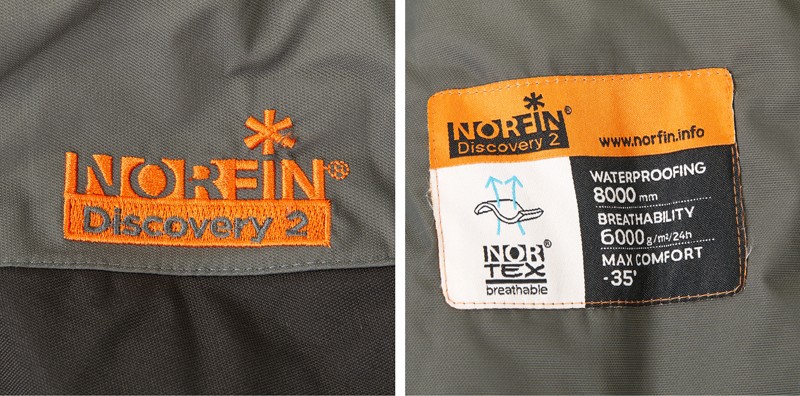 NORFIN®
Discovery 2
NORFIN®
Discovery 2
www.norfin.info
WATERPROOFING
8000 mm
BREATHABILITY
6000 g/m²/24h
MAX COMFORT
-35'
NOR®
TEX
breathable